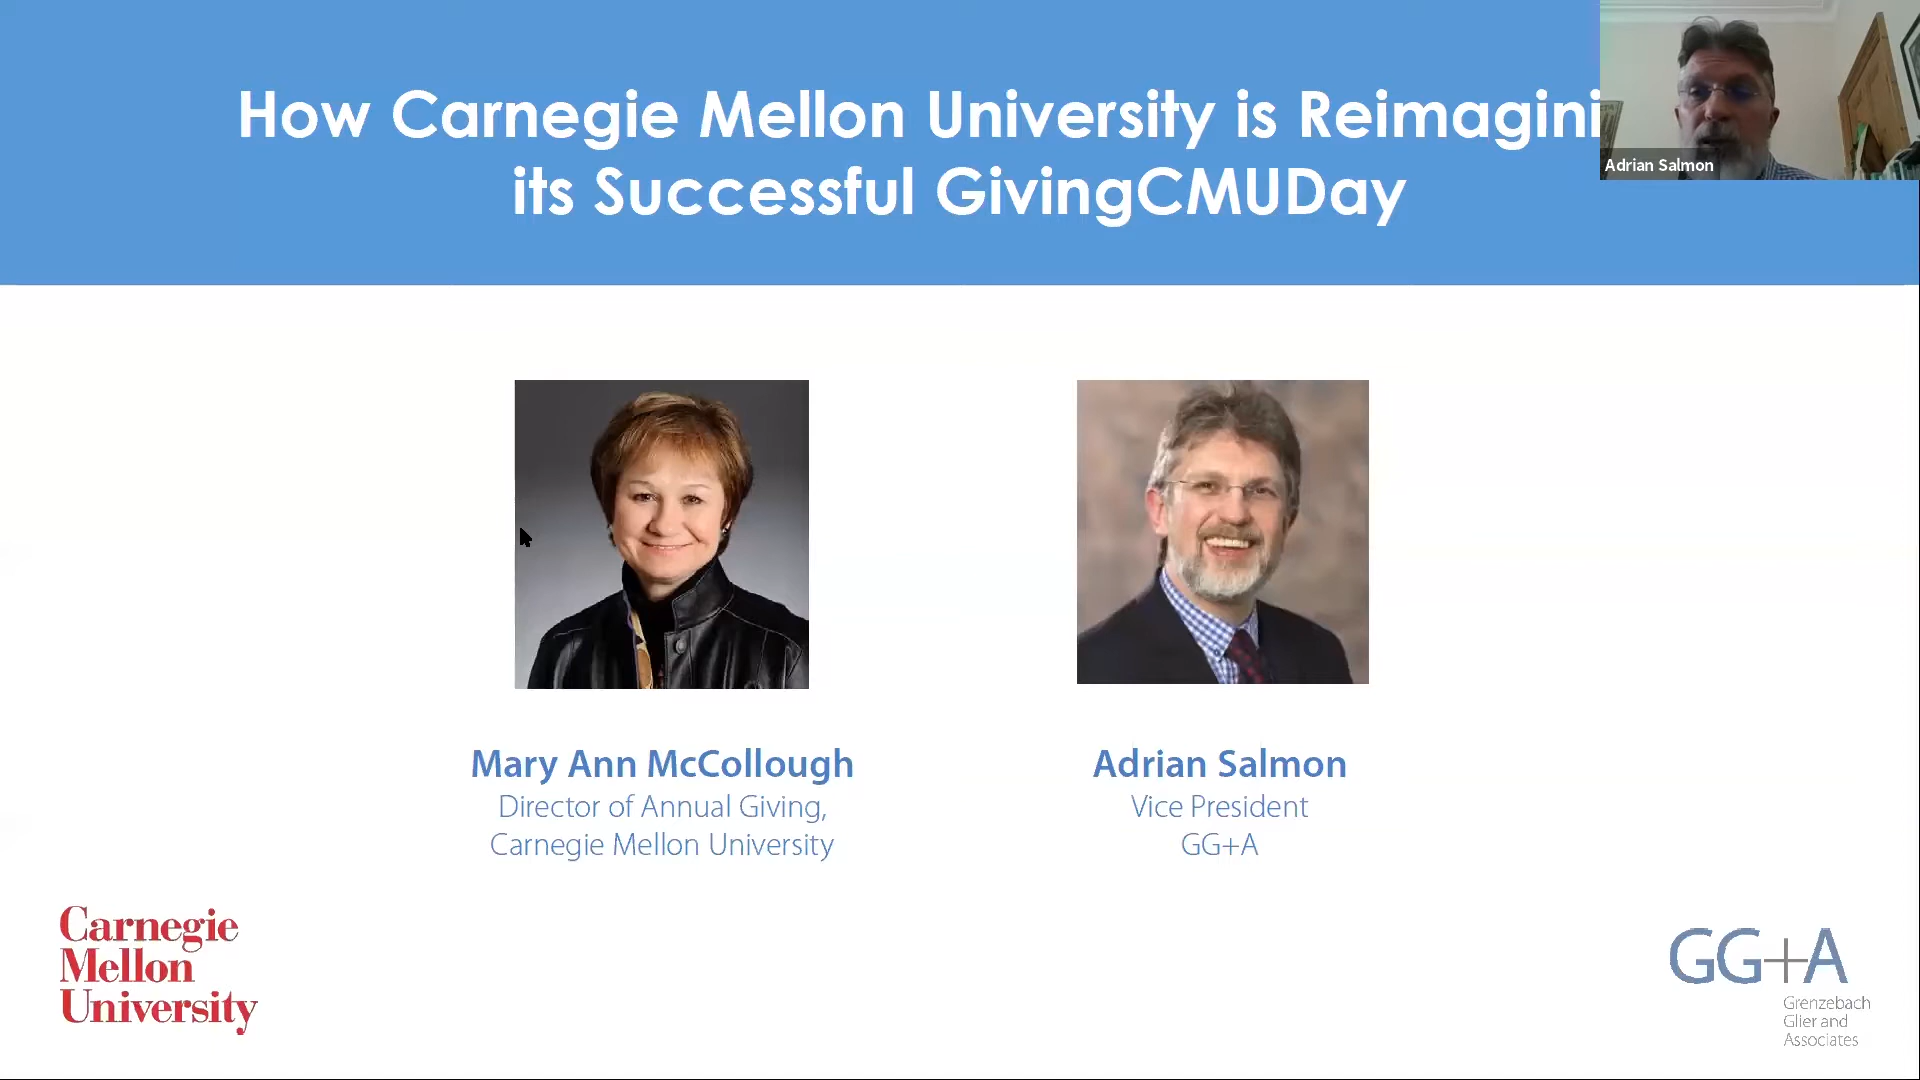 How Carnegie Mellon University is Reimagini
its Successful GivingCMUDay
Adrian Salmon
Mary Ann McCollough
Director of Annual Giving,
Carnegie Mellon University
Adrian Salmon
Vice President
GG+A
Carnegie
Mellon
University
GG+A
Grenzebach
Glier and
Associates